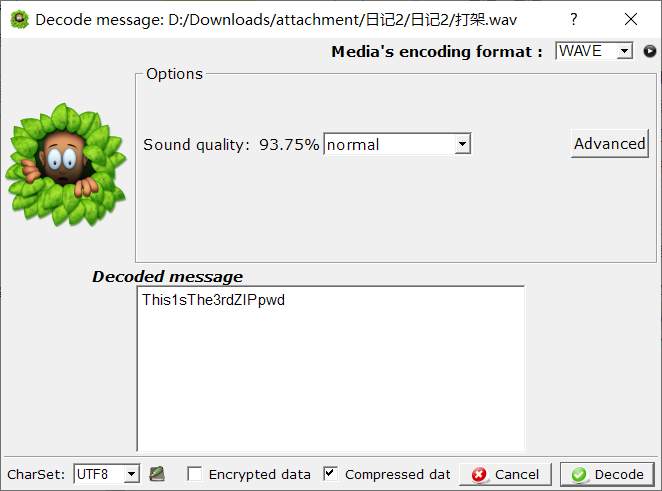 Decode message: D:/Downloads/attachment/日记2/日记2/打架.wav
Media's encoding format : WAVE
Options
Sound quality: 93.75% normal Advanced
Decoded message
This1sThe3rdZIPpwd
CharSet: UTF8 Encrypted data Compressed dat Cancel Decode